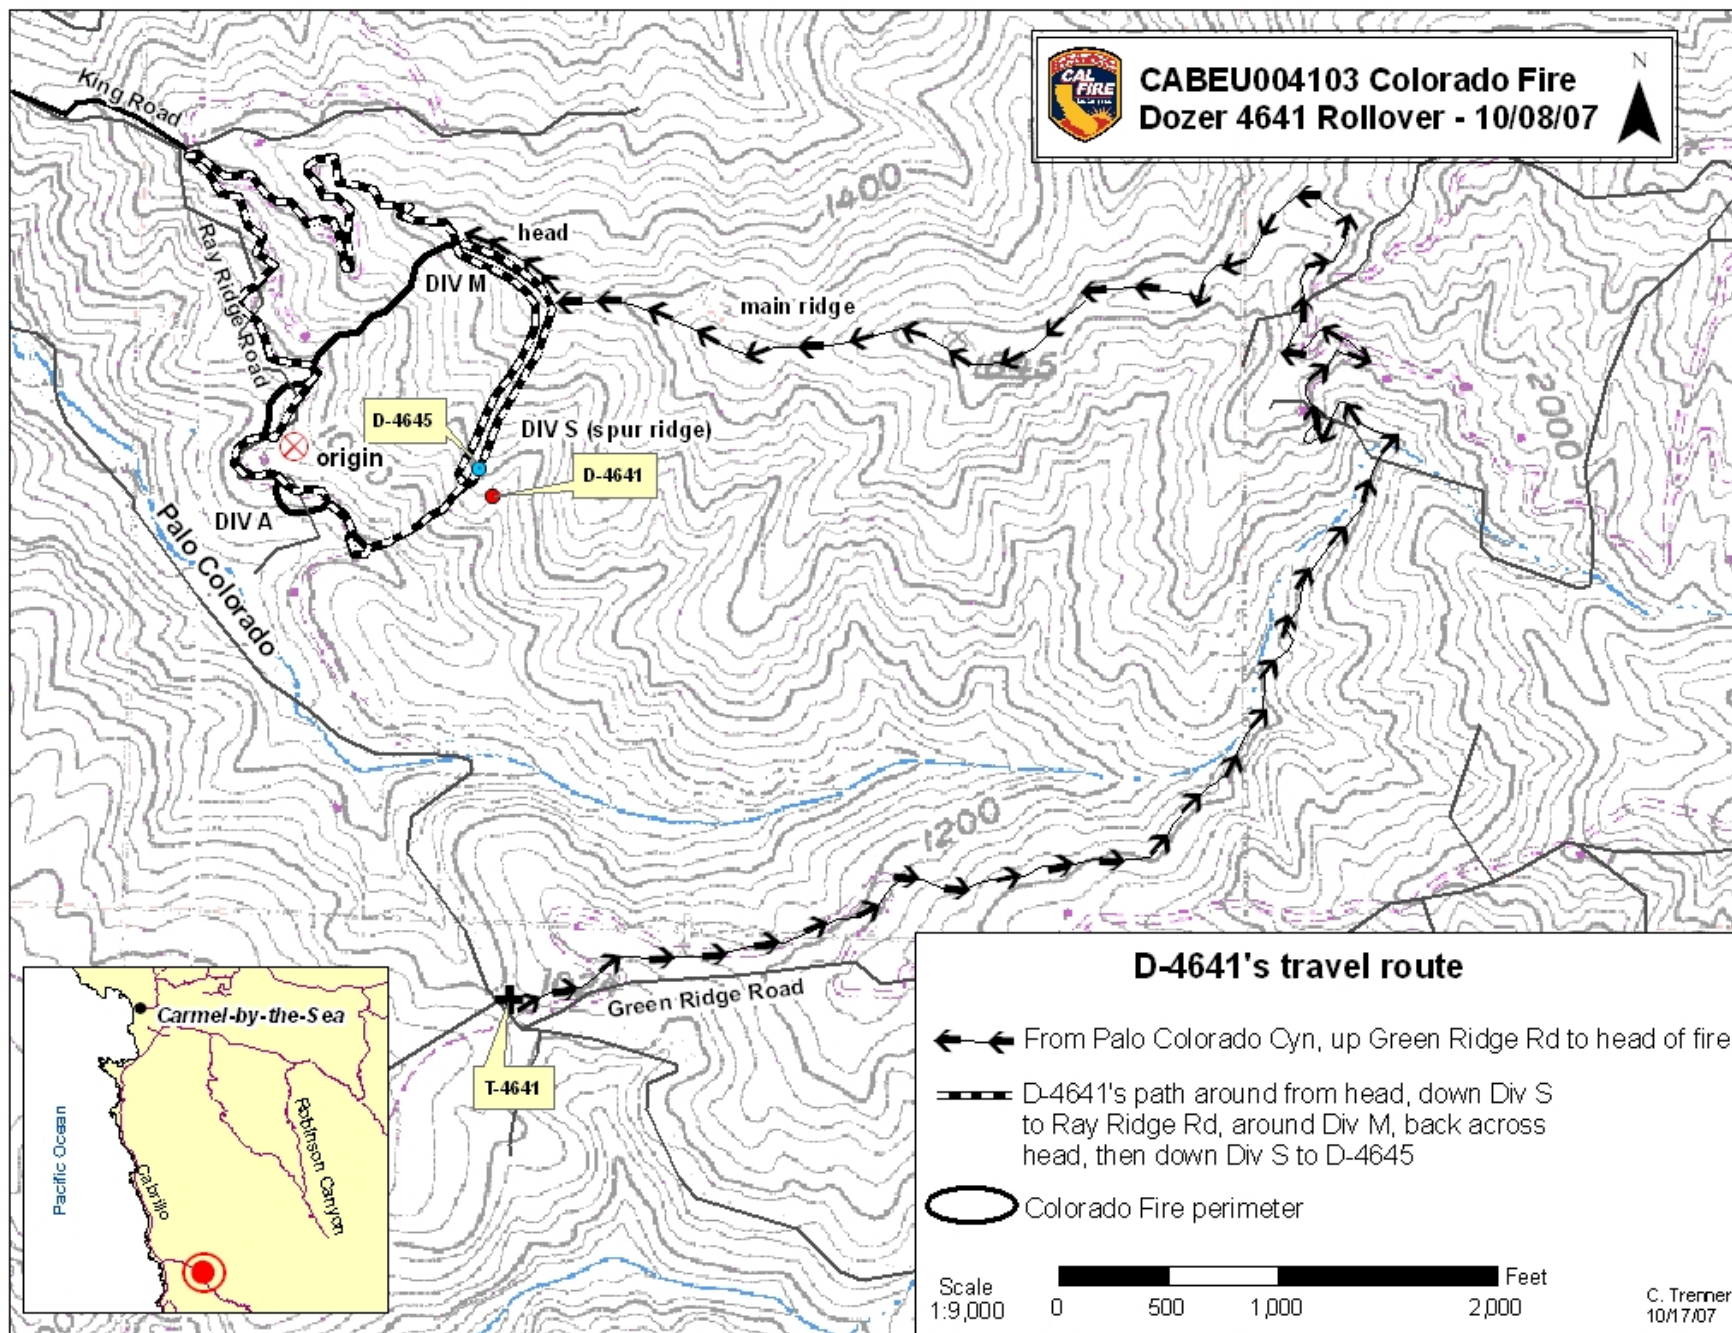 CAL
FIRE
CABEU004103 Colorado Fire
Dozer 4641 Rollover - 10/08/07
N
King Road
Ray Ridge Road
1400
head
DIV M
main ridge
2000
D-4645
DIV S (spur ridge)
D-4641
origin
DIV A
Palo Colorado
1200
Green Ridge Road
T-4641
Carmel-by-the-Sea
Pacific Ocean
Cabrillo
Robinson Canyon
D-4641's travel route
From Palo Colorado Cyn, up Green Ridge Rd to head of fire
D-4641's path around from head, down Div S
to Ray Ridge Rd, around Div M, back across
head, then down Div S to D-4645
Colorado Fire perimeter
Scale
1:9,000
Feet
0 500 1,000 2,000
C. Trenner
10/17/07